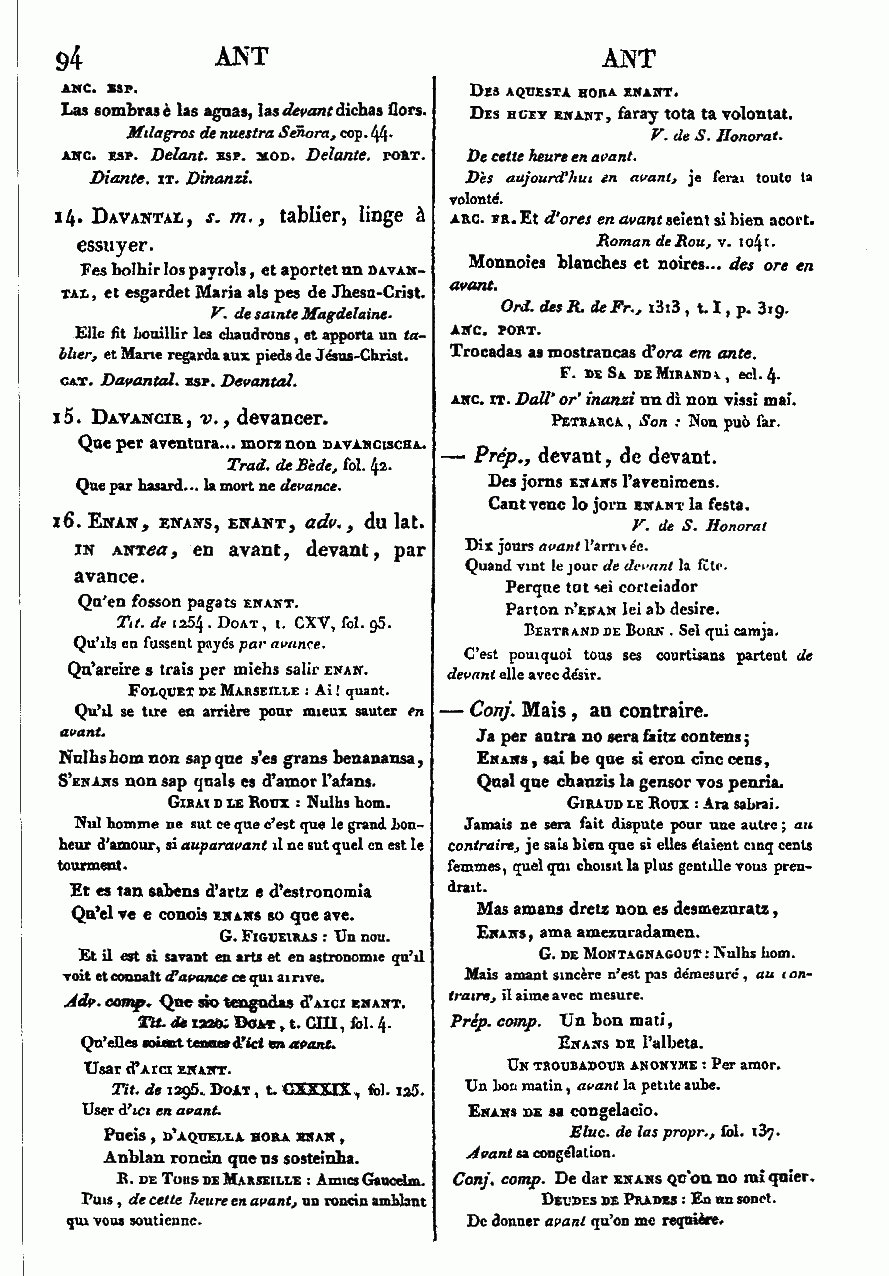 94 ANT ANT
ANC. ESP.
Las sombras è las aguas, las devant dichas flors.
Milagros de nuestra Señora, cop. 44.
ANC. ESP. Delant. ESP. MOD. Delante. PORT.
Diante. IT. Dinanzi.
14. DAVANTAL, s. m., tablier, linge à
essuyer.
Fes bolhir los payrols, et aportet un DAVAN-
TAL, et esgardet Maria als pes de Jhesu-Crist.
V. de sainte Magdelaine.
Elle fit bouillir les chaudrons, et apporta un ta-
blier, et Marie regarda aux pieds de Jésus-Christ.
CAT. Davantal. ESP. Devantal.
15. DAVANCIR, v., devancer.
Que per aventura... morz non DAVANCISCHA.
Trad. de Bède, fol. 42.
Que par hasard... la mort ne devance.
16. ENAN, ENANS, ENANT, adv., du lat.
IN ANTea, en avant, devant, par
avance.
Qu'en fosson pagats ENANT.
Tit. de 1254. DOAT, t. CXV, fol. 95.
Qu'ils en fussent payés par avance.
Qu'areire s trais per miehs salir ENAN.
FOLQUET DE MARSEILLE : Ai! quant.
Qu'il se tire en arrière pour mieux sauter en
avant.
Nulhs hom non sap que s'es grans benanansa,
S'ENANS non sap quals es d'amor l'afans.
GIRAUD LE ROUX : Nulhs hom.
Nul homme ne sut ce que c'est que le grand bon-
heur d'amour, si auparavant il ne sut quel en est le
tourment.
Et es tan sabens d'artz e d'estronomia
Qu'el ve e conois ENANS so que ave.
G. FIGUEIRAS : Un nou.
Et il est si savant en arts et en astronomie qu'il
voit et connaît d'avance ce qui arrive.
Adv. comp. Que sio tengudas d'AICI ENANT.
Tit. de 1220. DOAT, t. CIII, fol. 4.
Qu'elles soient tenues d'ici en avant.
Usar d'AICI ENANT.
Tit. de 1295. DOAT, t. CXXXIX, fol. 125.
User d'ici en avant.
Pueis, D'AQUELLA HORA ENAN,
Anblan roncin que us sosteinha.
R. DE TORS DE MARSEILLE : Amics Gaucelm.
Puis, de cette heure en avant, un roncin amblant
qui vous soutienne.
DES AQUESTA HORA ENANT.
DES HUEY ENANT, faray tota ta volontat.
V. de S. Honorat.
De cette heure en avant.
Dès aujourd'hui en avant, je ferai toute ta
volonté.
ARC. FR. Et d'ores en avant seient si bien acort.
Roman de Rou, v. 1041.
Monnoies blanches et noires... des ore en
avant.
Ord. des R. de Fr., 1313, t. I, p. 319.
ANC. PORT.
Trocadas as mostrancas d'ora em ante.
F. DE SA DE MIRANDA, ecl. 4.
ANC. IT. Dall' or' inanzi un dì non vissi mai.
PETRARCA, Son : Non può far.
— Prép., devant, de devant.
Des jorns ENANS l'avenimens.
Cant venc lo jorn ENANT la festa.
V. de S. Honorat
Dix jours avant l'arrivée.
Quand vint le jour de devant la fête.
Perque tut sei corteiador
Parton D'ENAN lei ab desire.
BERTRAND DE BORN. Sel qui camja.
C'est pourquoi tous ses courtisans partent de
devant elle avec désir.
— Conj. Mais, au contraire.
Ja per autra no sera faitz contens;
ENANS, sai be que si eron cinc cens,
Qual que chauzis la gensor vos penria.
GIRAUD LE ROUX : Ara sabrai.
Jamais ne sera fait dispute pour une autre; au
contraire, je sais bien que si elles étaient cinq cents
femmes, quel qui choisit la plus gentille vous pren-
drait.
Mas amans dretz non es desmezuratz,
ENANS, ama amezuradamen.
G. DE MONTAGNAGOUT : Nulhs hom.
Mais amant sincère n'est pas démesuré, au con-
traire, il aime avec mesure.
Prép. comp. Un bon mati,
ENANS DE l'albeta.
UN TROUBADOUR ANONYME : Per amor.
Un bon matin, avant la petite aube.
ENANS DE sa congelacio.
Eluc. de las propr., fol. 137.
Avant sa congélation.
Conj. comp. De dar ENANS QU'on no mi quier.
DEUDES DE PRADES : En un sonet.
De donner avant qu'on me requière.